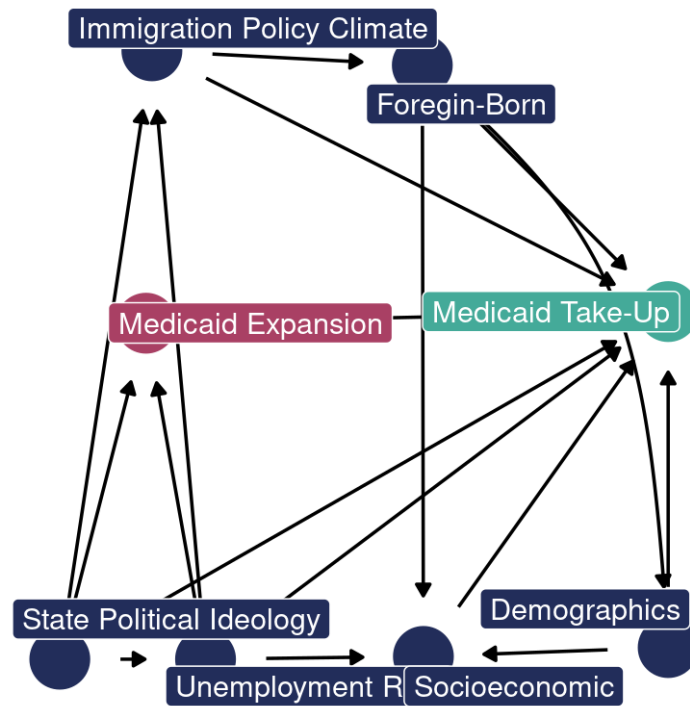 Immigration Policy Climate
Foregin-Born
Medicaid Take-Up
Medicaid Expansion
Demographics
State Political Ideology
Unemployment R
Socioeconomic